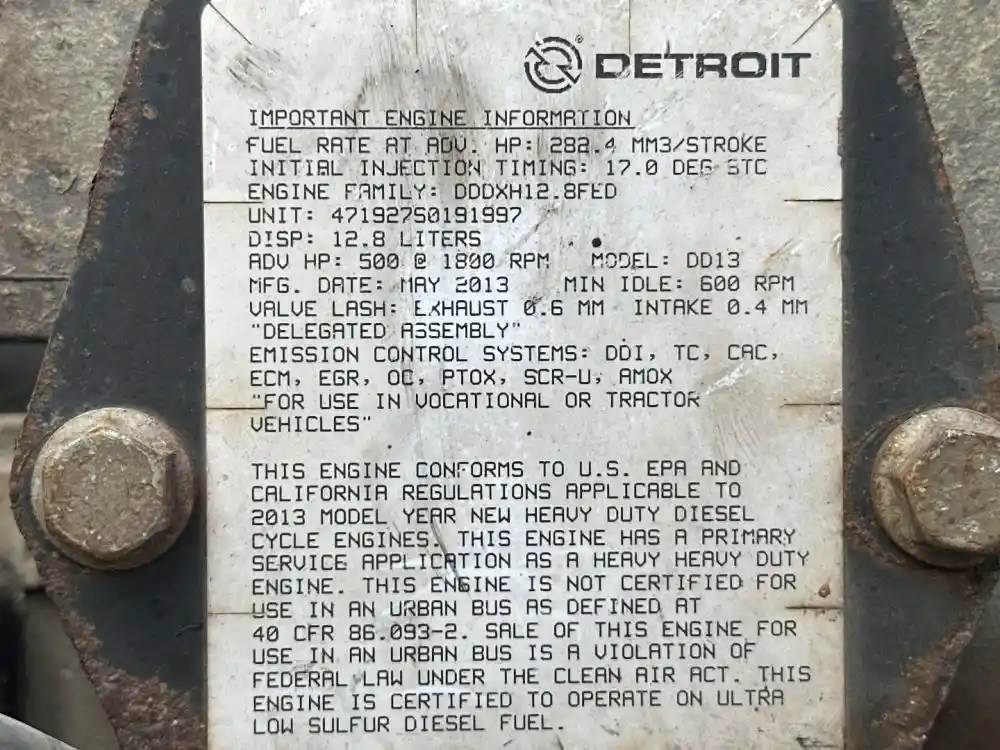 DETROIT
IMPORTANT ENGINE INFORMATION
FUEL RATE AT ADV. HP: 282.4 MM3/STROKE
INITIAL INJECTION TIMING: 17.0 DEG BTC
ENGINE FAMILY: DDDXH12.8FED
UNIT: 471927S0191997
DISP: 12.8 LITERS
ADV HP: 500 @ 1800 RPM MODEL: DD13
MFG. DATE: MAY 2013 MIN IDLE: 600 RPM
VALVE LASH: EXHAUST 0.6 MM INTAKE 0.4 MM
"DELEGATED ASSEMBLY"
EMISSION CONTROL SYSTEMS: DDI, TC, CAC,
ECM, EGR, OC, PTOX, SCR-U, AMOX
"FOR USE IN VOCATIONAL OR TRACTOR
VEHICLES"
THIS ENGINE CONFORMS TO U.S. EPA AND
CALIFORNIA REGULATIONS APPLICABLE TO
2013 MODEL YEAR NEW HEAVY DUTY DIESEL
CYCLE ENGINES. THIS ENGINE HAS A PRIMARY
SERVICE APPLICATION AS A HEAVY HEAVY DUTY
ENGINE. THIS ENGINE IS NOT CERTIFIED FOR
USE IN AN URBAN BUS AS DEFINED AT
40 CFR 86.093-2. SALE OF THIS ENGINE FOR
USE IN AN URBAN BUS IS A VIOLATION OF
FEDERAL LAW UNDER THE CLEAN AIR ACT. THIS
ENGINE IS CERTIFIED TO OPERATE ON ULTRA
LOW SULFUR DIESEL FUEL.